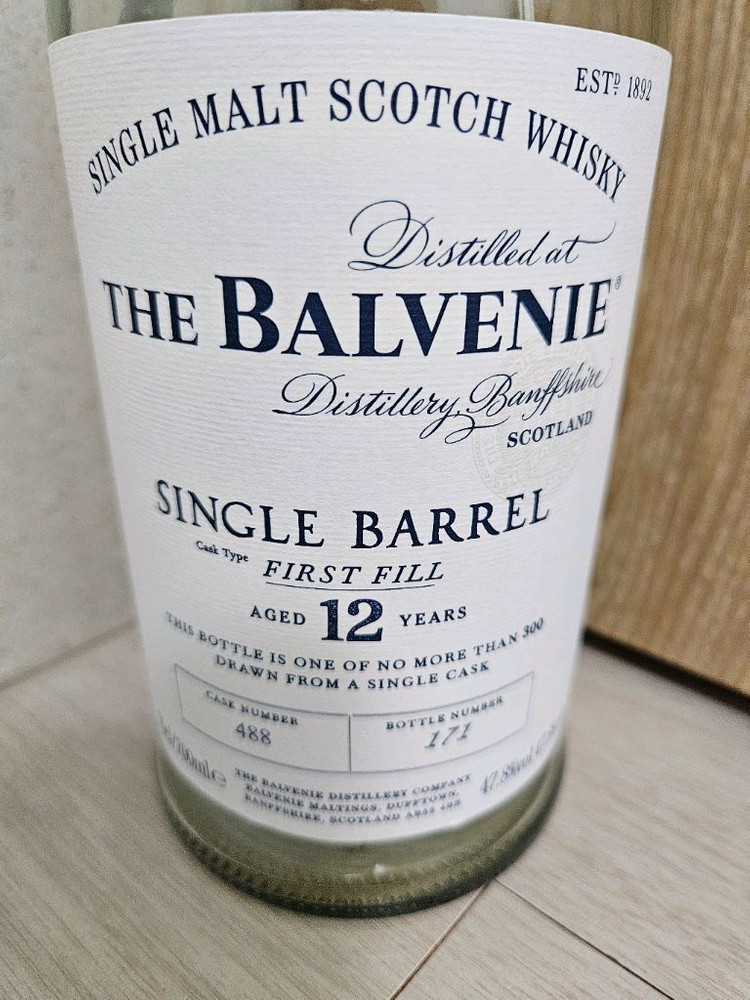 ESTD 1892
SINGLE MALT SCOTCH WHISKY
Distilled at
THE BALVENIE®
Distillery, Banffshire
SCOTLAND
SINGLE BARREL
Cask Type FIRST FILL
AGED 12 YEARS
THIS BOTTLE IS ONE OF NO MORE THAN 300
DRAWN FROM A SINGLE CASK
CASK NUMBER
488
BOTTLE NUMBER
171
THE BALVENIE DISTILLERY COMPANY
BALVENIE MALTINGS, DUFFTOWN,
BANFFSHIRE, SCOTLAND AB55 4BB